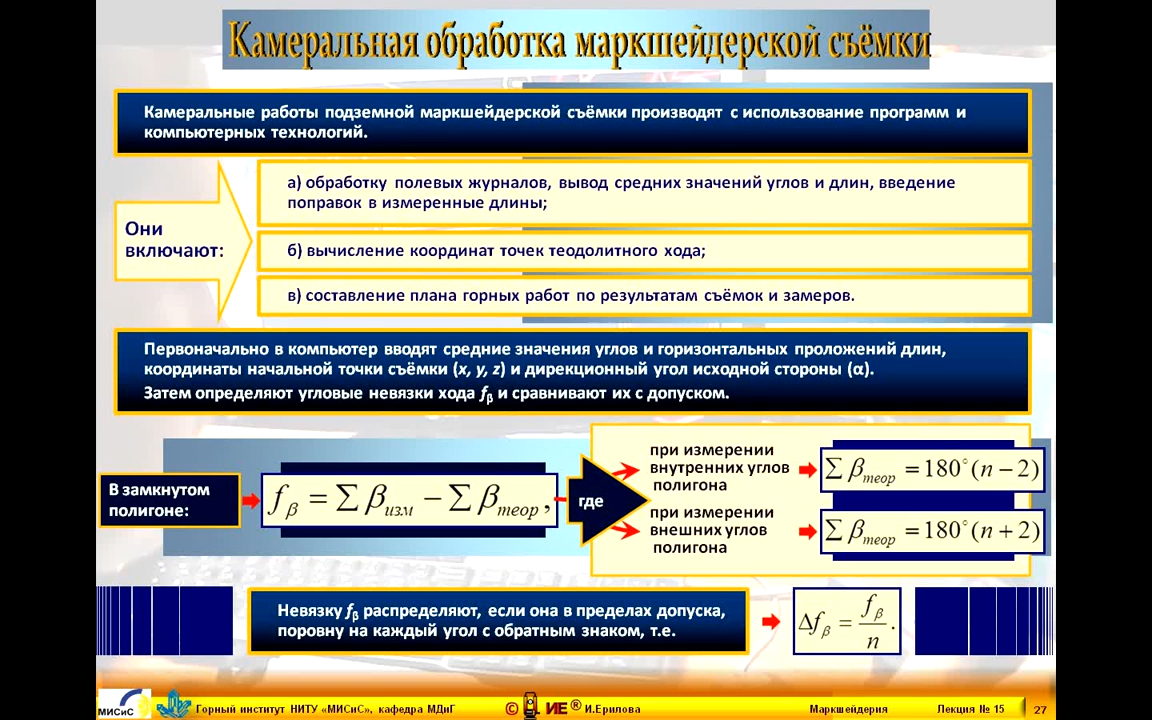 Камеральная обработка маркшейдерской съёмки
Камеральные работы подземной маркшейдерской съёмки производят с использование программ и
компьютерных технологий.
Они
включают:
а) обработку полевых журналов, вывод средних значений углов и длин, введение
поправок в измеренные длины;
б) вычисление координат точек теодолитного хода;
в) составление плана горных работ по результатам съёмок и замеров.
Первоначально в компьютер вводят средние значения углов и горизонтальных проложений длин,
координаты начальной точки съёмки (x, y, z) и дирекционный угол исходной стороны (α).
Затем определяют угловые невязки хода fβ и сравнивают их с допуском.
В замкнутом
полигоне:
fβ = ∑ βизм − ∑ βтеор,
где
при измерении
внутренних углов
полигона
∑ βтеор = 180°(n − 2)
при измерении
внешних углов
полигона
∑ βтеор = 180°(n + 2)
Невязку fβ распределяют, если она в пределах допуска,
поровну на каждый угол с обратным знаком, т.е.
Δfβ = fβ / n.
МИСиС
Горный институт НИТУ «МИСиС», кафедра МДиГ
© ИЕ ® И.Ерилова
Маркшейдерия
Лекция № 15
27